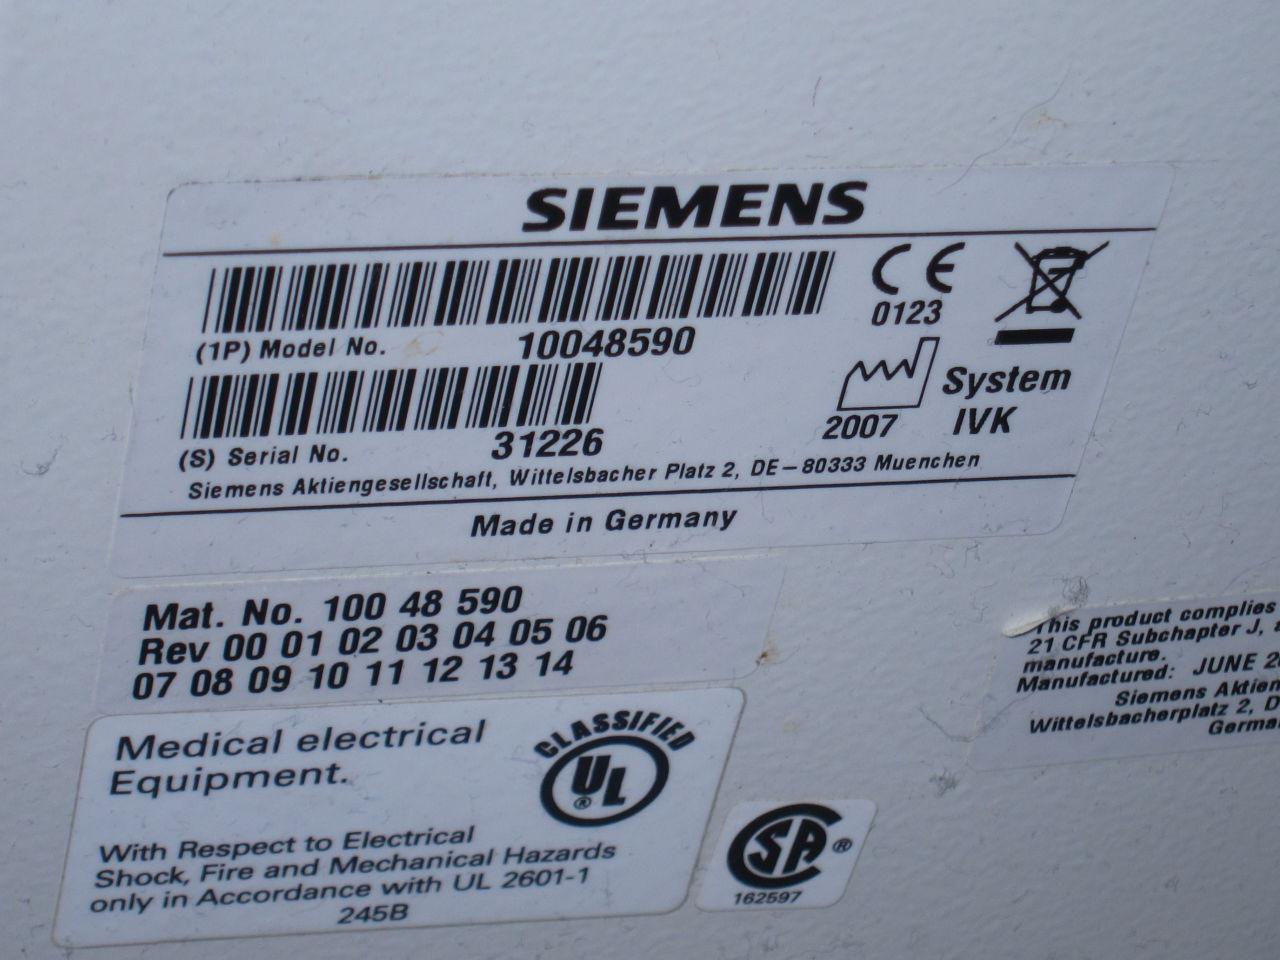 SIEMENS
CE
0123
(1P) Model No. 10048590
System
2007 IVK
(S) Serial No. 31226
Siemens Aktiengesellschaft, Wittelsbacher Platz 2, DE-80333 Muenchen
Made in Germany
Mat. No. 100 48 590
Rev 00 01 02 03 04 05 06
07 08 09 10 11 12 13 14
Medical electrical
Equipment.
CLASSIFIED
UL ®
With Respect to Electrical
Shock, Fire and Mechanical Hazards
only in Accordance with UL 2601-1
245B
SA ®
162597
This product complies
21 CFR Subchapter J,
manufacture.
Manufactured: JUNE
Siemens Aktien
Wittelsbacherplatz 2, D
Germa